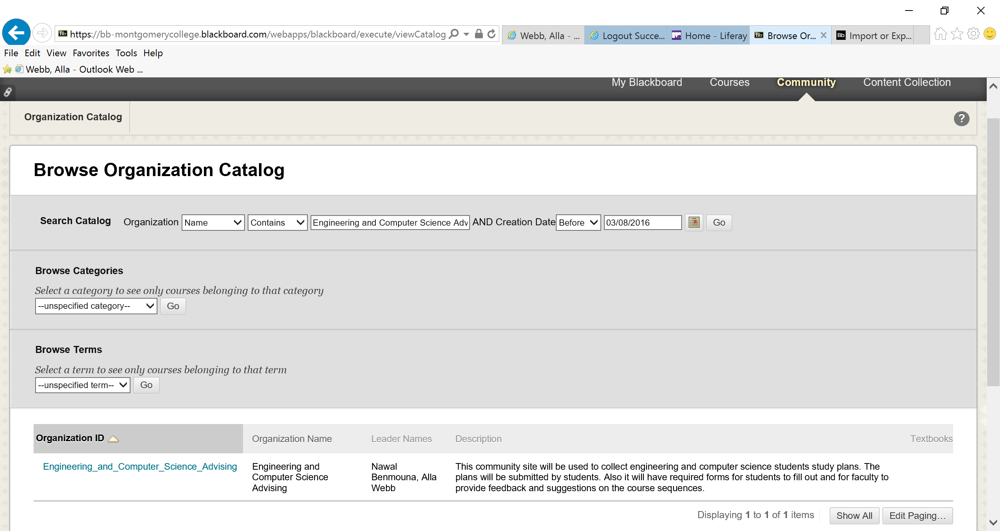 https://bb-montgomerycollege.blackboard.com/webapps/blackboard/execute/viewCatalog
Webb, Alla - ...
Logout Succe...
Home - Liferay
Browse Or...
Import or Exp...
File Edit View Favorites Tools Help
Webb, Alla - Outlook Web ...
My Blackboard Courses Community Content Collection
Organization Catalog
?
Browse Organization Catalog
Search Catalog Organization Name Contains Engineering and Computer Science Adv AND Creation Date Before 03/08/2016 Go
Browse Categories
Select a category to see only courses belonging to that category
--unspecified category-- Go
Browse Terms
Select a term to see only courses belonging to that term
--unspecified term-- Go
Organization ID Organization Name Leader Names Description Textbooks
Engineering_and_Computer_Science_Advising
Engineering and
Computer Science
Advising
Nawal
Benmouna, Alla
Webb
This community site will be used to collect engineering and computer science students study plans. The
plans will be submitted by students. Also it will have required forms for students to fill out and for faculty to
provide feedback and suggestions on the course sequences.
Displaying 1 to 1 of 1 items Show All Edit Paging...